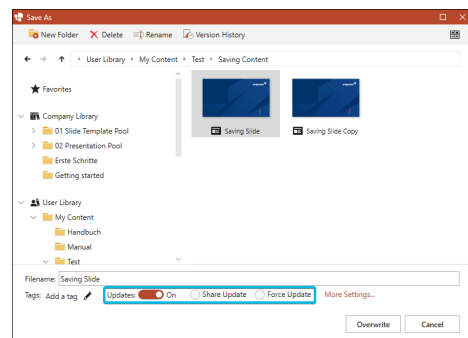 Save As
New Folder Delete Rename Version History
User Library My Content Test Saving Content
Favorites
Company Library
01 Slide Template Pool
02 Presentation Pool
Erste Schritte
Getting started
User Library
My Content
Handbuch
Manual
Test
Saving Slide
Saving Slide Copy
Filename: Saving Slide
Tags: Add a tag Updates: On Share Update Force Update More Settings...
Overwrite Cancel